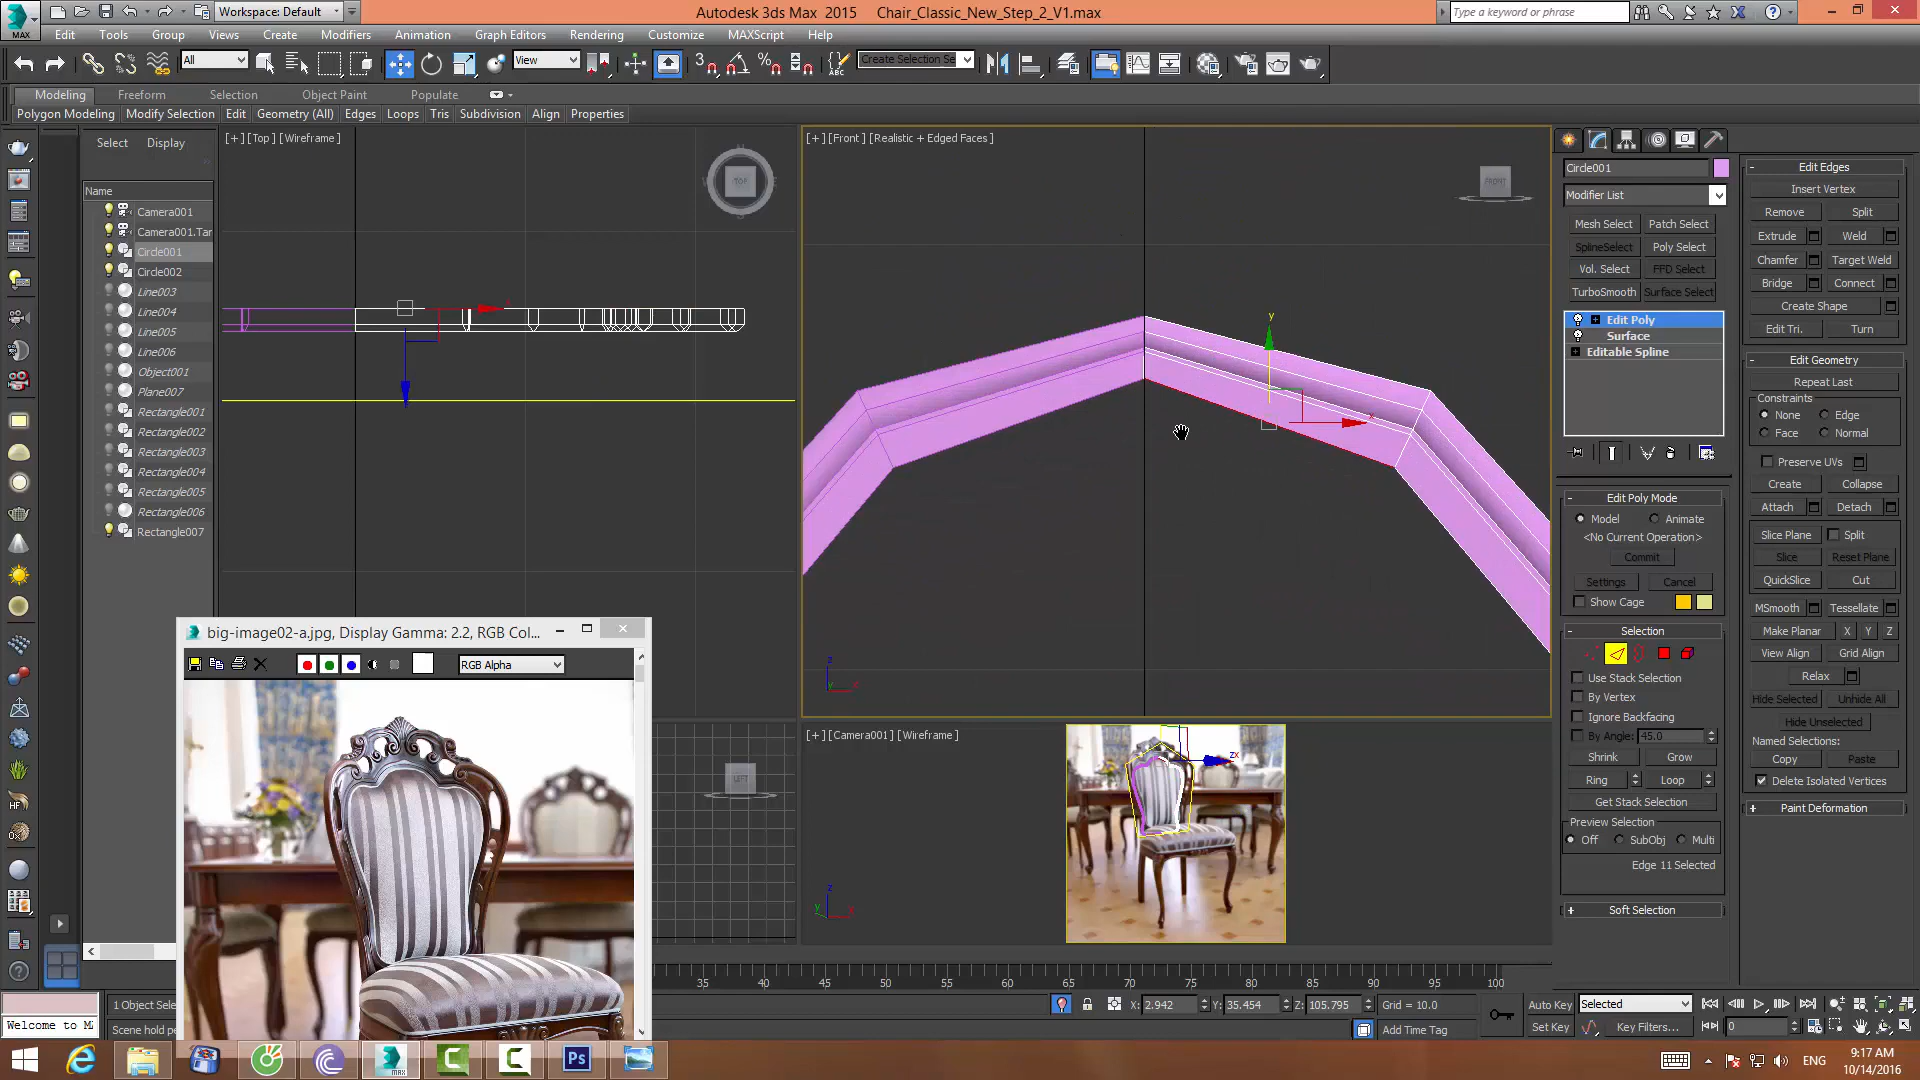 Workspace: Default
Autodesk 3ds Max 2015
Chair_Classic_New_Step_2_V1.max
Type a keyword or phrase
MAX
Edit
Tools
Group
Views
Create
Modifiers
Animation
Graph Editors
Rendering
Customize
MAXScript
Help
All
View
3
ABC
Create Selection Se
Modeling
Freeform
Selection
Object Paint
Populate
Polygon Modeling
Modify Selection
Edit
Geometry (All)
Edges
Loops
Tris
Subdivision
Align
Properties
Select
Display
Name
Camera001
Camera001.Tar
Circle001
Circle002
Line003
Line004
Line005
Line006
Object001
Plane007
Rectangle001
Rectangle002
Rectangle003
Rectangle004
Rectangle005
Rectangle006
Rectangle007
[+] [Top] [Wireframe]
TOP
[+] [Front] [Realistic + Edged Faces]
FRONT
y
x
LEFT
[+] [Camera001] [Wireframe]
big-image02-a.jpg, Display Gamma: 2.2, RGB Col...
RGB Alpha
Circle001
Modifier List
Mesh Select
Patch Select
SplineSelect
Poly Select
Vol. Select
FFD Select
TurboSmooth
Surface Select
Edit Poly
Surface
Editable Spline
Edit Poly Mode
Model
Animate
<No Current Operation>
Commit
Settings
Cancel
Show Cage
Selection
Use Stack Selection
By Vertex
Ignore Backfacing
By Angle: 45.0
Shrink
Grow
Ring
Loop
Get Stack Selection
Preview Selection
Off
SubObj
Multi
Edge 11 Selected
Soft Selection
Edit Edges
Insert Vertex
Remove
Split
Extrude
Weld
Chamfer
Target Weld
Bridge
Connect
Create Shape
Edit Tri.
Turn
Edit Geometry
Repeat Last
Constraints
None
Edge
Face
Normal
Preserve UVs
Create
Collapse
Attach
Detach
Slice Plane
Split
Slice
Reset Plane
QuickSlice
Cut
MSmooth
Tessellate
Make Planar
X
Y
Z
View Align
Grid Align
Relax
Hide Selected
Unhide All
Hide Unselected
Named Selections:
Copy
Paste
Delete Isolated Vertices
Paint Deformation
35
40
45
50
55
60
65
70
75
80
85
90
95
100
1 Object Sele
Welcome to M
Scene hold pe
X: 2.942
Y: 35.454
Z: 105.795
Grid = 10.0
Add Time Tag
Auto Key
Selected
Set Key
Key Filters...
0
Ps
ENG
9:17 AM
10/14/2016